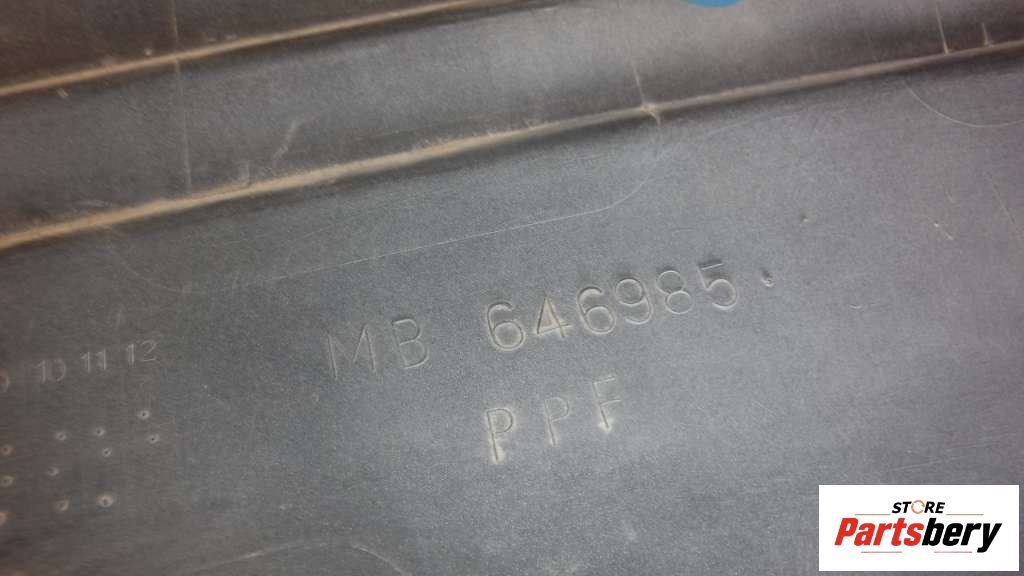 MB 646985
10 11 12
PPF
STORE
Partsbery